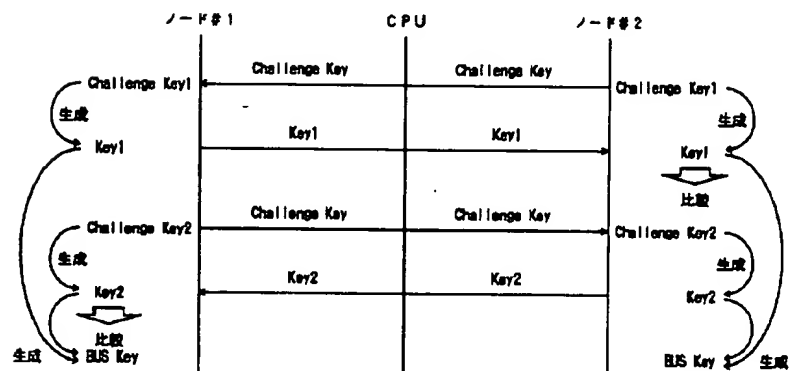 ノード#1 CPU ノード#2
Challenge Key1 Challenge Key Challenge Key Challenge Key1
生成 生成
Key1 Key1 Key1 Key1
比較
Challenge Key2 Challenge Key Challenge Key Challenge Key2
生成 生成
Key2 Key2 Key2 Key2
比較
生成 BUS Key BUS Key 生成